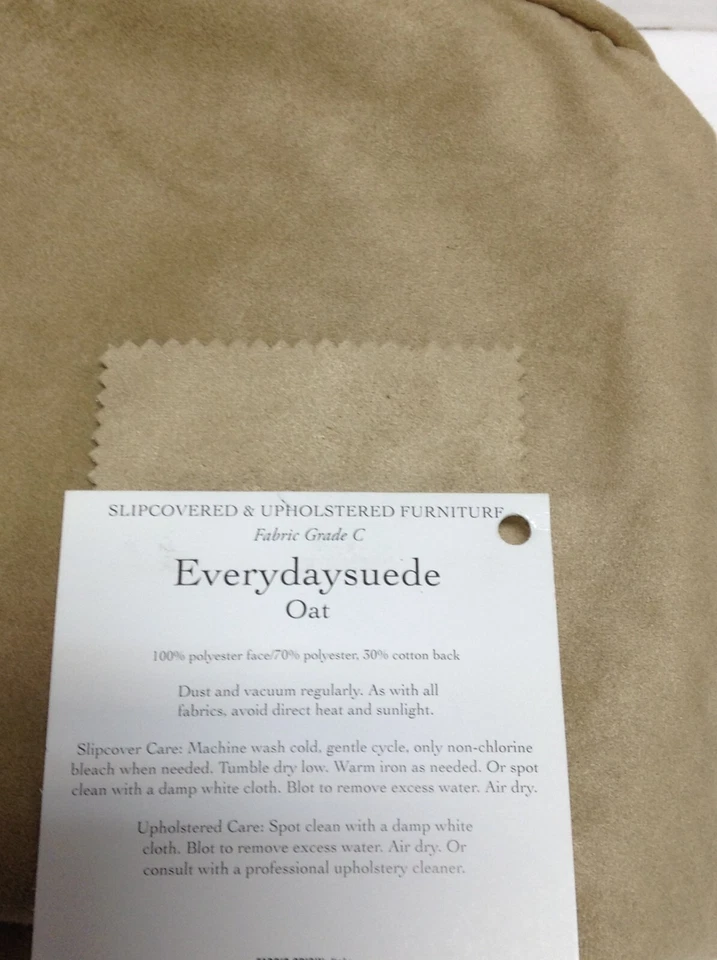 SLIPCOVERED & UPHOLSTERED FURNITURE
Fabric Grade C
Everydaysuede
Oat
100% polyester face/70% polyester, 30% cotton back
Dust and vacuum regularly. As with all
fabrics, avoid direct heat and sunlight.
Slipcover Care: Machine wash cold, gentle cycle, only non-chlorine
bleach when needed. Tumble dry low. Warm iron as needed. Or spot
clean with a damp white cloth. Blot to remove excess water. Air dry.
Upholstered Care: Spot clean with a damp white
cloth. Blot to remove excess water. Air dry. Or
consult with a professional upholstery cleaner.